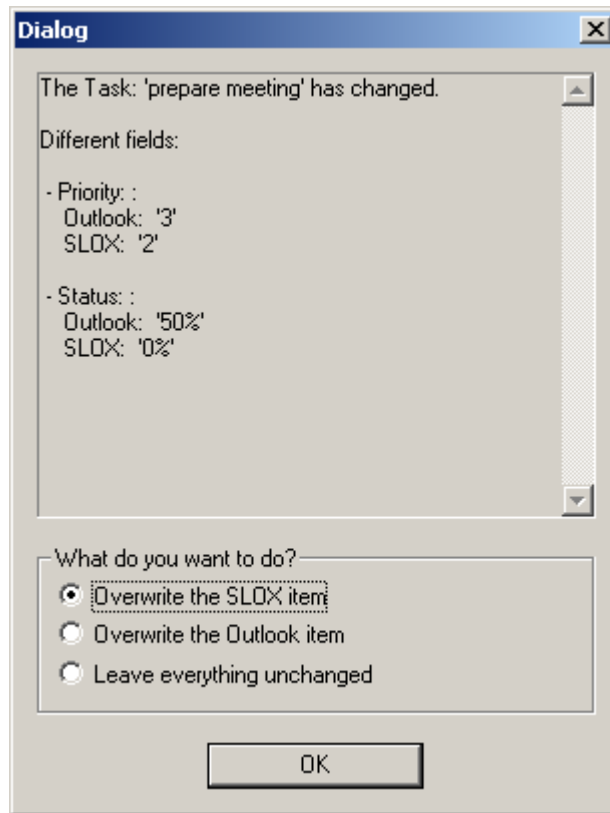 Dialog
The Task: 'prepare meeting' has changed.
Different fields:
- Priority: :
Outlook: '3'
SLOX: '2'
- Status: :
Outlook: '50%'
SLOX: '0%'
What do you want to do?
Overwrite the SLOX item
Overwrite the Outlook item
Leave everything unchanged
OK